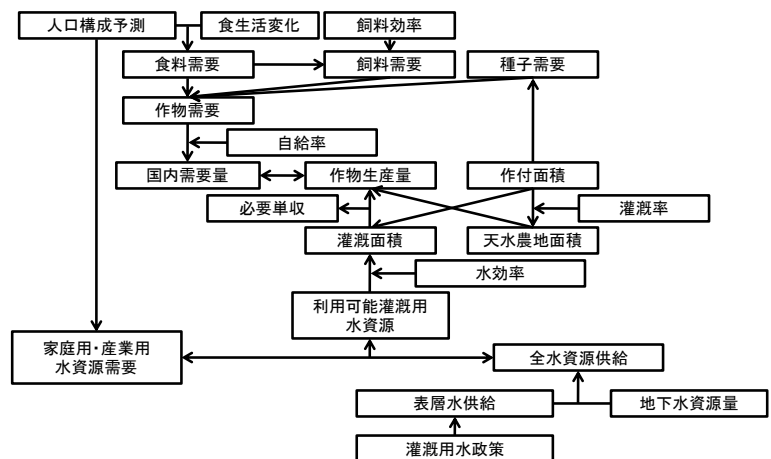 人口構成予測
食生活変化
飼料効率
食料需要
飼料需要
種子需要
作物需要
自給率
国内需要量
作物生産量
作付面積
必要単収
灌漑率
灌漑面積
天水農地面積
水効率
利用可能灌漑用
水資源
家庭用・産業用
水資源需要
全水資源供給
表層水供給
地下水資源量
灌漑用水政策